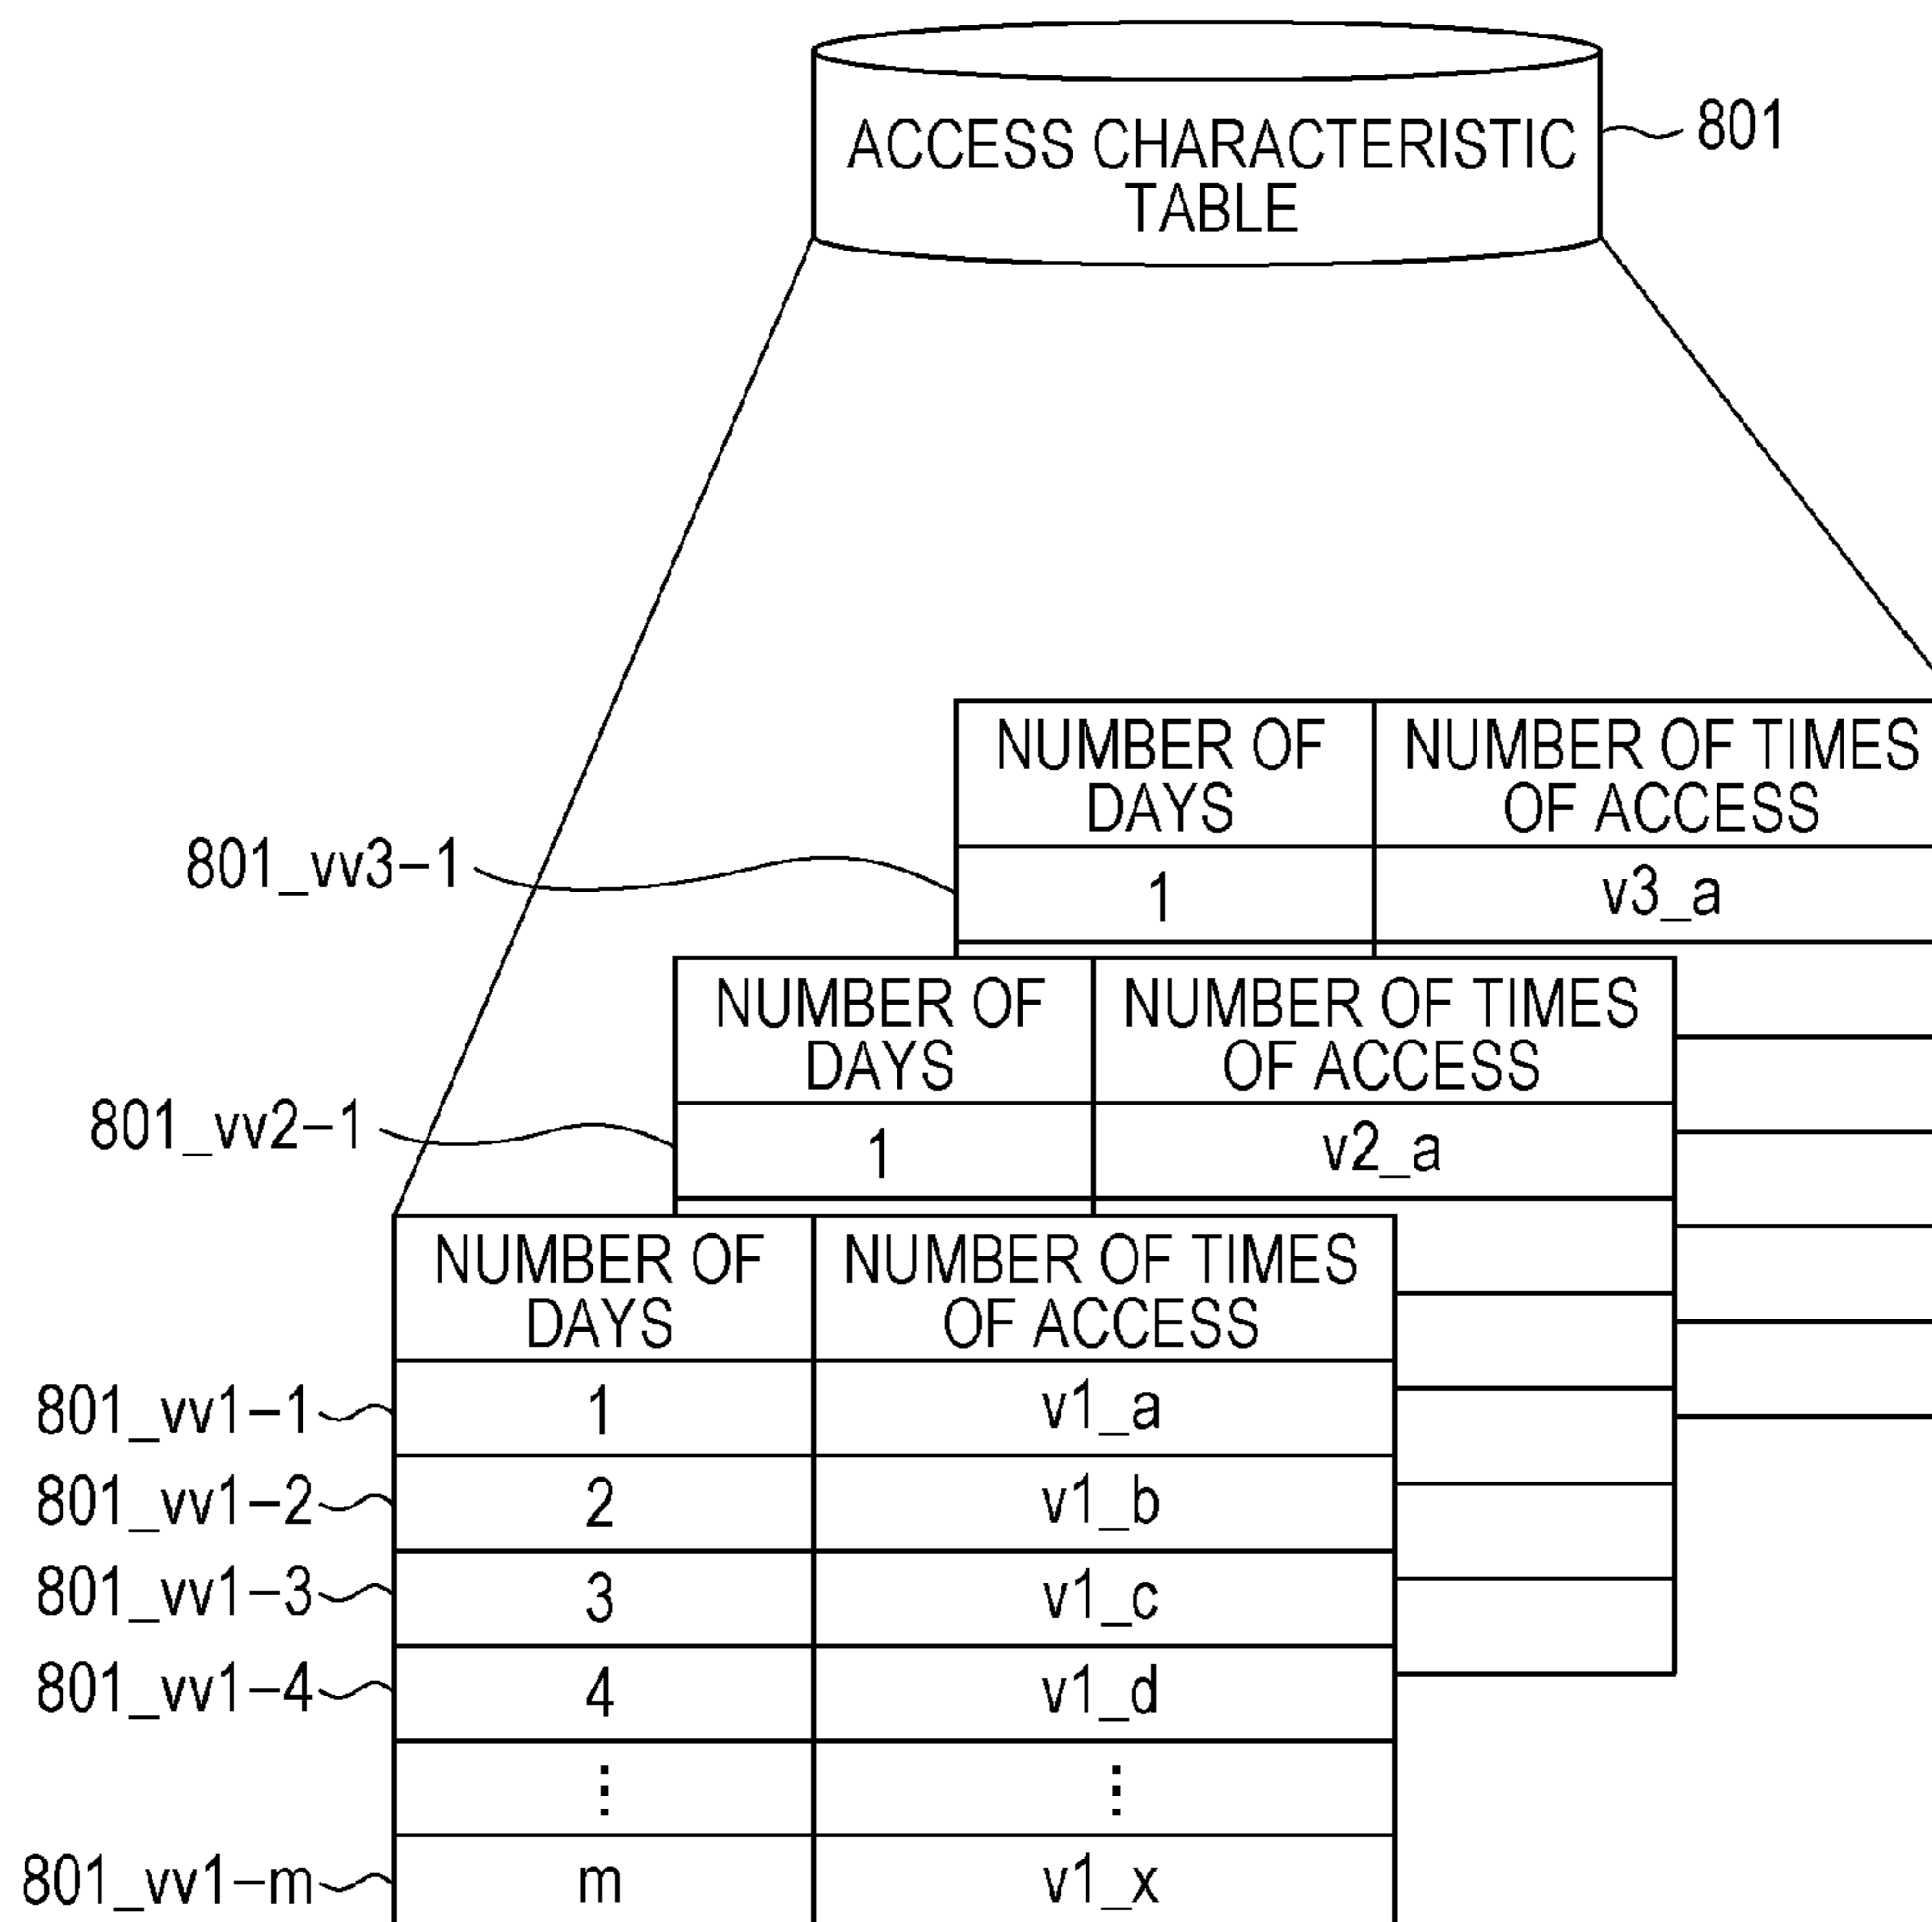 ACCESS CHARACTERISTIC
TABLE
801
NUMBER OF
DAYS
NUMBER OF TIMES
OF ACCESS
801_vv3-1
1
v3_a
NUMBER OF
DAYS
NUMBER OF TIMES
OF ACCESS
801_vv2-1
1
v2_a
NUMBER OF
DAYS
NUMBER OF TIMES
OF ACCESS
801_vv1-1
1
v1_a
801_vv1-2
2
v1_b
801_vv1-3
3
v1_c
801_vv1-4
4
v1_d
⋮
⋮
801_vv1-m
m
v1_x